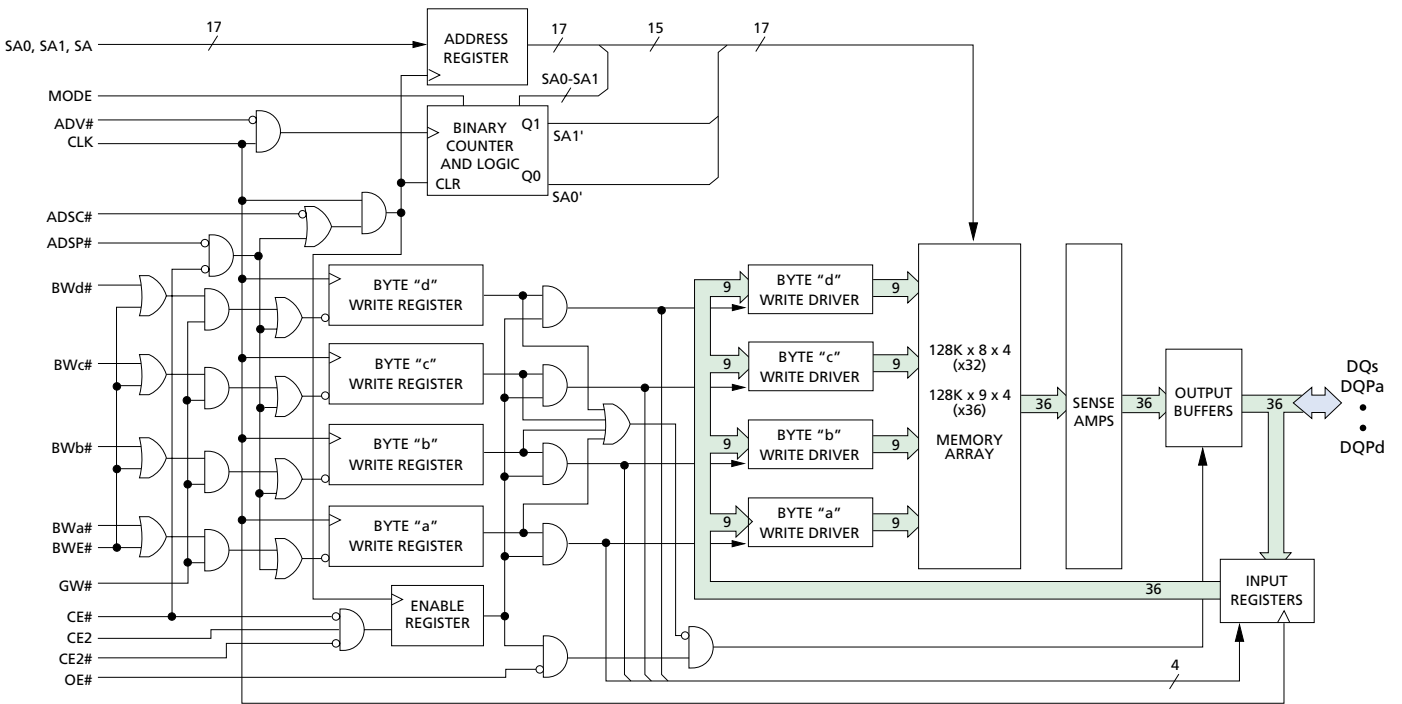 SA0, SA1, SA
17
ADDRESS
REGISTER
17
15
17
SA0-SA1
MODE
ADV#
CLK
BINARY
COUNTER
AND LOGIC
CLR
Q1
SA1'
Q0
SA0'
ADSC#
ADSP#
BWd#
BYTE “d”
WRITE REGISTER
9
BYTE “d”
WRITE DRIVER
9
BWc#
BYTE “c”
WRITE REGISTER
9
BYTE “c”
WRITE DRIVER
9
BWb#
BYTE “b”
WRITE REGISTER
9
BYTE “b”
WRITE DRIVER
9
BWa#
BWE#
BYTE “a”
WRITE REGISTER
9
BYTE “a”
WRITE DRIVER
9
128K x 8 x 4
(x32)
128K x 9 x 4
(x36)
MEMORY
ARRAY
36
SENSE
AMPS
36
OUTPUT
BUFFERS
36
DQs
DQPa
DQPd
GW#
CE#
CE2
CE2#
OE#
ENABLE
REGISTER
36
INPUT
REGISTERS
4